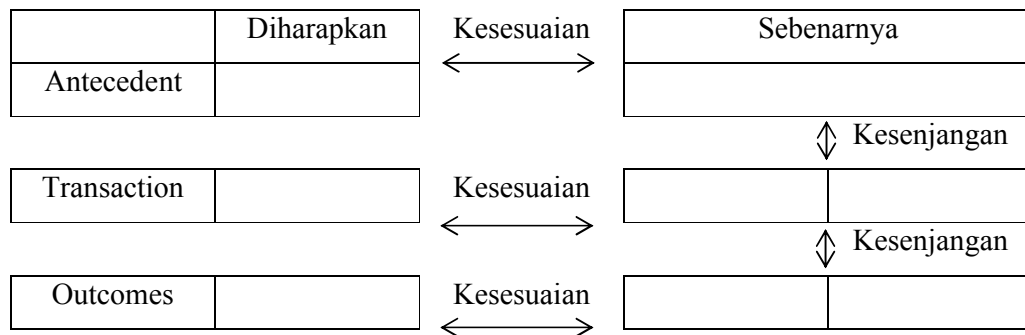 Diharapkan Kesesuaian Sebenarnya
Antecedent
Kesenjangan
Transaction Kesesuaian
Kesenjangan
Outcomes Kesesuaian